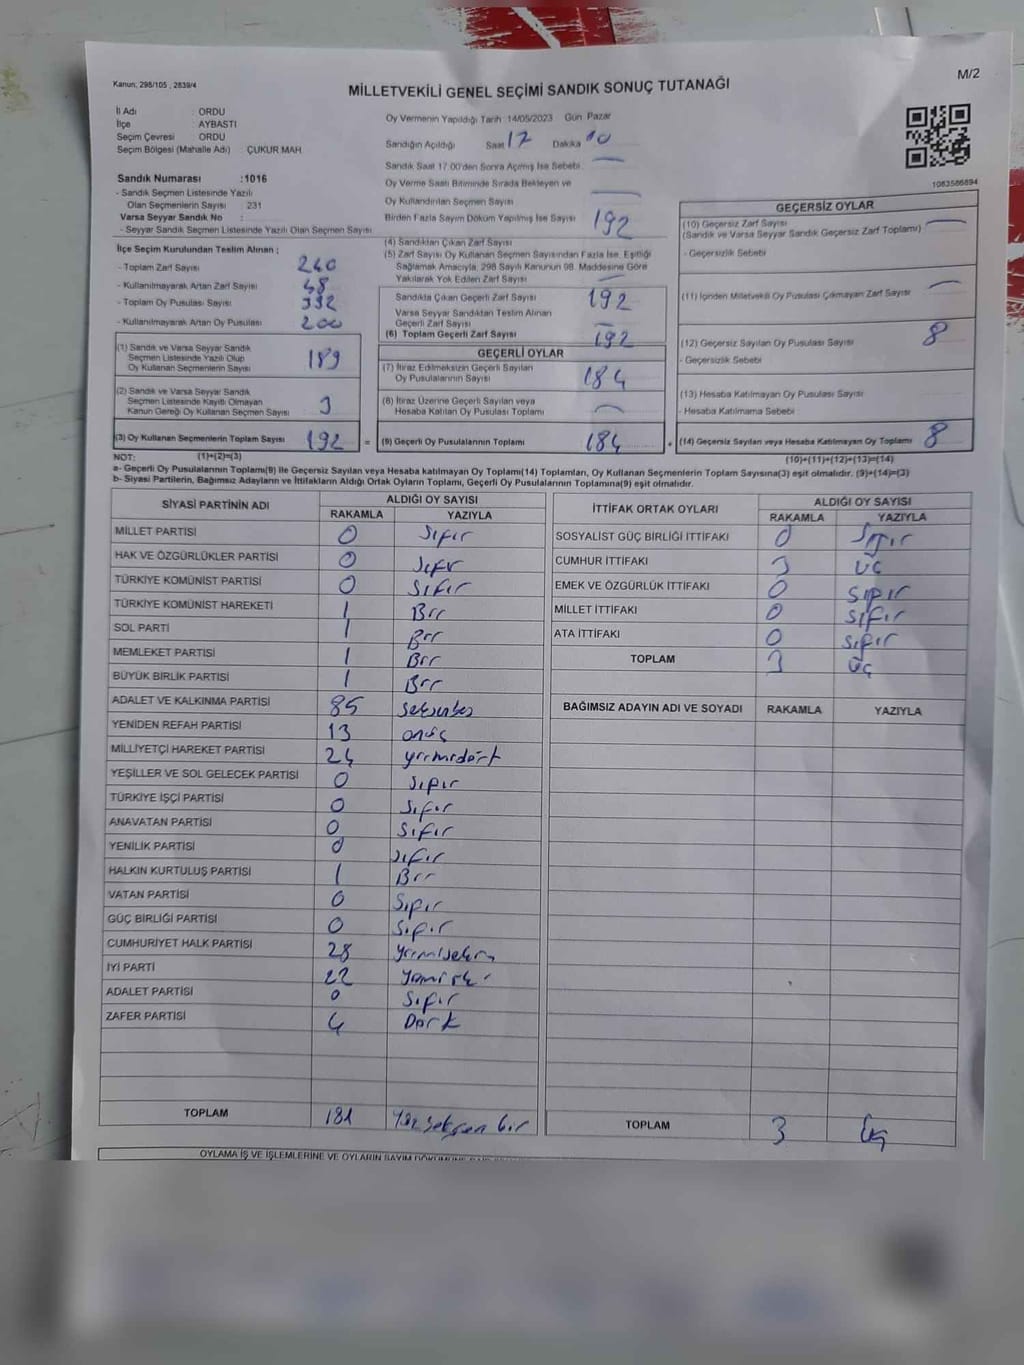 Kanun; 298/105 , 2839/4
MİLLETVEKİLİ GENEL SEÇİMİ SANDIK SONUÇ TUTANAĞI
M/2
İl Adı : ORDU
İlçe : AYBASTI
Seçim Çevresi : ORDU
Seçim Bölgesi (Mahalle Adı) ÇUKUR MAH.
Sandık Numarası :1016
- Sandık Seçmen Listesinde Yazılı
Olan Seçmenlerin Sayısı : 231
Varsa Seyyar Sandık No :
- Seyyar Sandık Seçmen Listesinde Yazılı Olan Seçmen Sayısı
Oy Vermenin Yapıldığı Tarih :14/05/2023 Gün Pazar
Sandığın Açıldığı Saat 17 Dakika
Sandık Saat 17.00'den Sonra Açılmış İse Sebebi :
Oy Verme Saati Bitiminde Sırada Bekleyen ve
Oy Kullandırılan Seçmen Sayısı
Birden Fazla Sayım Döküm Yapılmış İse Sayısı
192
1083586894
İlçe Seçim Kurulundan Teslim Alınan ;
- Toplam Zarf Sayısı 240
- Kullanılmayarak Artan Zarf Sayısı 48
- Toplam Oy Pusulası Sayısı 392
- Kullanılmayarak Artan Oy Pusulası 200
(4) Sandıktan Çıkan Zarf Sayısı
(5) Zarf Sayısı Oy Kullanan Seçmen Sayısından Fazla İse, Eşitliği
Sağlamak Amacıyla, 298 Sayılı Kanunun 98. Maddesine Göre
Yakılarak Yok Edilen Zarf Sayısı
Sandıkta Çıkan Geçerli Zarf Sayısı 192
Varsa Seyyar Sandıktan Teslim Alınan
Geçerli Zarf Sayısı
(6) Toplam Geçerli Zarf Sayısı 192
GEÇERSİZ OYLAR
(10) Geçersiz Zarf Sayısı
(Sandık ve Varsa Seyyar Sandık Geçersiz Zarf Toplamı)
- Geçersizlik Sebebi
(11) İçinden Milletvekili Oy Pusulası Çıkmayan Zarf Sayısı
(12) Geçersiz Sayılan Oy Pusulası Sayısı 8
- Geçersizlik Sebebi
(13) Hesaba Katılmayan Oy Pusulası Sayısı
- Hesaba Katılmama Sebebi
(14) Geçersiz Sayılan veya Hesaba Katılmayan Oy Toplamı 8
(10)+(11)+(12)+(13)=(14)
(1) Sandık ve Varsa Seyyar Sandık
Seçmen Listesinde Yazılı Olup
Oy Kullanan Seçmenlerin Sayısı 189
(2) Sandık ve Varsa Seyyar Sandık
Seçmen Listesinde Kayıtlı Olmayan
Kanun Gereği Oy Kullanan Seçmen Sayısı 3
(3) Oy Kullanan Seçmenlerin Toplam Sayısı 192 =
(1)+(2)=(3)
GEÇERLİ OYLAR
(7) İtiraz Edilmeksizin Geçerli Sayılan
Oy Pusulalarının Sayısı 184
(8) İtiraz Üzerine Geçerli Sayılan veya
Hesaba Katılan Oy Pusulası Toplamı
(9) Geçerli Oy Pusulalarının Toplamı 184 +
NOT:
a- Geçerli Oy Pusulalarının Toplamı(9) İle Geçersiz Sayılan veya Hesaba katılmayan Oy Toplamı(14) Toplamları, Oy Kullanan Seçmenlerin Toplam Sayısına(3) eşit olmalıdır. (9)+(14)=(3)
b- Siyasi Partilerin, Bağımsız Adayların ve İttifakların Aldığı Ortak Oyların Toplamı, Geçerli Oy Pusulalarının Toplamına(9) eşit olmalıdır.
SİYASİ PARTİNİN ADI ALDIĞI OY SAYISI
RAKAMLA YAZIYLA
MİLLET PARTİSİ 0 Sıfır
HAK VE ÖZGÜRLÜKLER PARTİSİ 0
TÜRKİYE KOMÜNİST PARTİSİ 0 Sıfır
TÜRKİYE KOMÜNİST HAREKETİ 1 Bir
SOL PARTİ 1 Bir
MEMLEKET PARTİSİ 1 Bir
BÜYÜK BİRLİK PARTİSİ 1 Bir
ADALET VE KALKINMA PARTİSİ 85 seksenbeş
YENİDEN REFAH PARTİSİ 13 onüç
MİLLİYETÇİ HAREKET PARTİSİ 24 yirmidört
YEŞİLLER VE SOL GELECEK PARTİSİ 0 Sıfır
TÜRKİYE İŞÇİ PARTİSİ 0 Sıfır
ANAVATAN PARTİSİ 0 Sıfır
YENİLİK PARTİSİ 0 Sıfır
HALKIN KURTULUŞ PARTİSİ 1 Bir
VATAN PARTİSİ 0 Sıfır
GÜÇ BİRLİĞİ PARTİSİ 0 Sıfır
CUMHURİYET HALK PARTİSİ 28 yirmisekiz
İYİ PARTİ 22
ADALET PARTİSİ 0 Sıfır
ZAFER PARTİSİ 4
TOPLAM 181 Yüzseksen bir
İTTİFAK ORTAK OYLARI ALDIĞI OY SAYISI
RAKAMLA YAZIYLA
SOSYALİST GÜÇ BİRLİĞİ İTTİFAKI 0 Sıfır
CUMHUR İTTİFAKI 3 üç
EMEK VE ÖZGÜRLÜK İTTİFAKI 0 Sıfır
MİLLET İTTİFAKI 0 Sıfır
ATA İTTİFAKI 0 Sıfır
TOPLAM 3 üç
BAĞIMSIZ ADAYIN ADI VE SOYADI RAKAMLA YAZIYLA
TOPLAM 3 Üç